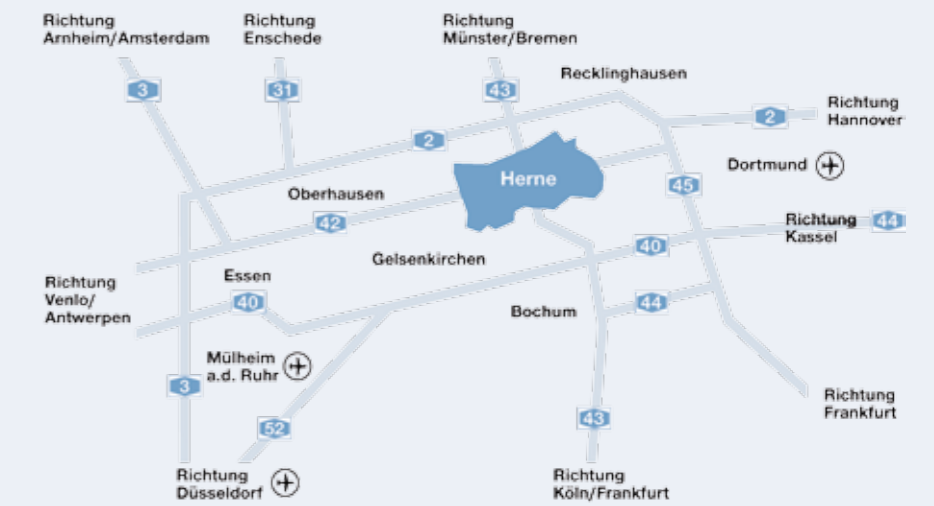 Richtung
Arnheim/Amsterdam
Richtung
Enschede
Richtung
Münster/Bremen
Recklinghausen
3
31
43
Richtung
Hannover
2
2
Dortmund
Herne
45
Oberhausen
42
Richtung
Kassel
44
40
Gelsenkirchen
Essen
40
Richtung
Venlo/
Antwerpen
44
Bochum
Mülheim
a.d. Ruhr
3
Richtung
Frankfurt
52
43
Richtung
Düsseldorf
Richtung
Köln/Frankfurt